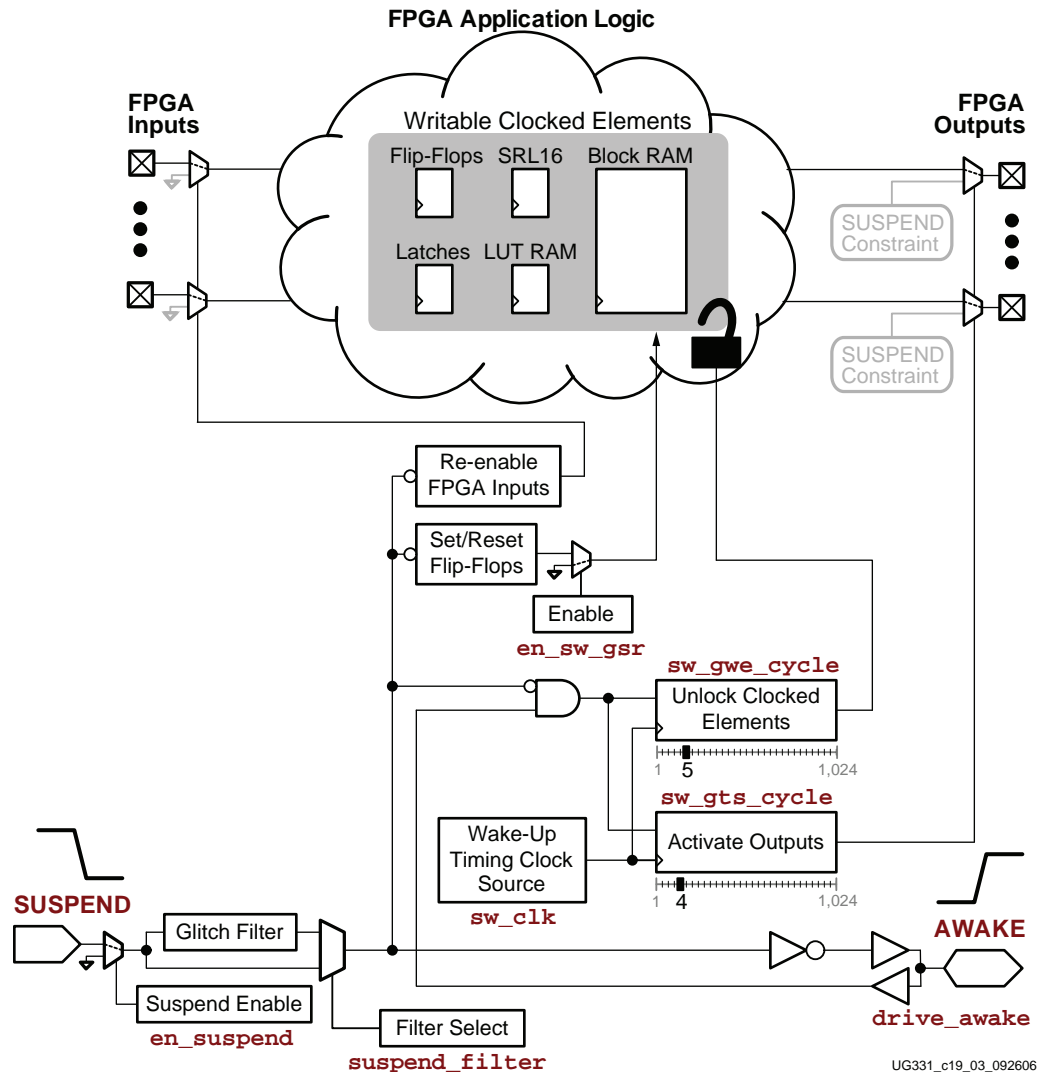 FPGA Application Logic
FPGA
Inputs
FPGA
Outputs
Writable Clocked Elements
Flip-Flops SRL16 Block RAM
Latches LUT RAM
SUSPEND
Constraint
SUSPEND
Constraint
Re-enable
FPGA Inputs
Set/Reset
Flip-Flops
Enable
en_sw_gsr
sw_gwe_cycle
Unlock Clocked
Elements
1 5 1,024
sw_gts_cycle
Activate Outputs
1 4 1,024
Wake-Up
Timing Clock
Source
sw_clk
SUSPEND
Glitch Filter
Suspend Enable
en_suspend
Filter Select
suspend_filter
AWAKE
drive_awake
UG331_c19_03_092606